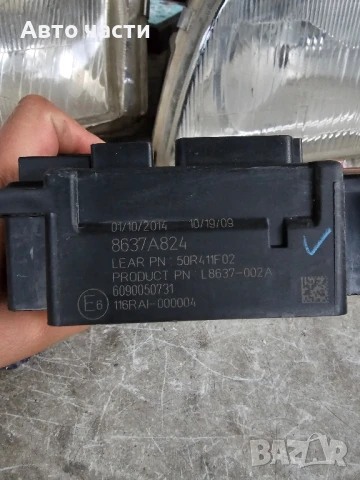 Авто части
01/10/2014 10/19/09
8637A824
LEAR PN : 50R411F02
PRODUCT PN L8637-002A
6090050731
E6 116RAI-000004
BAZAR